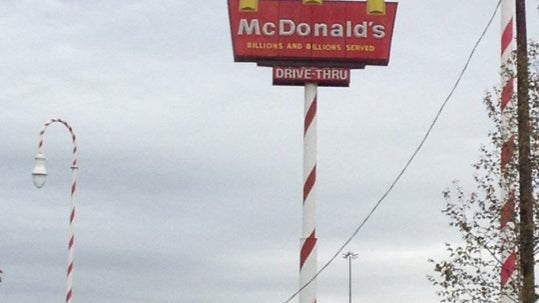 McDonald's
BILLIONS AND BILLIONS SERVED
DRIVE-THRU